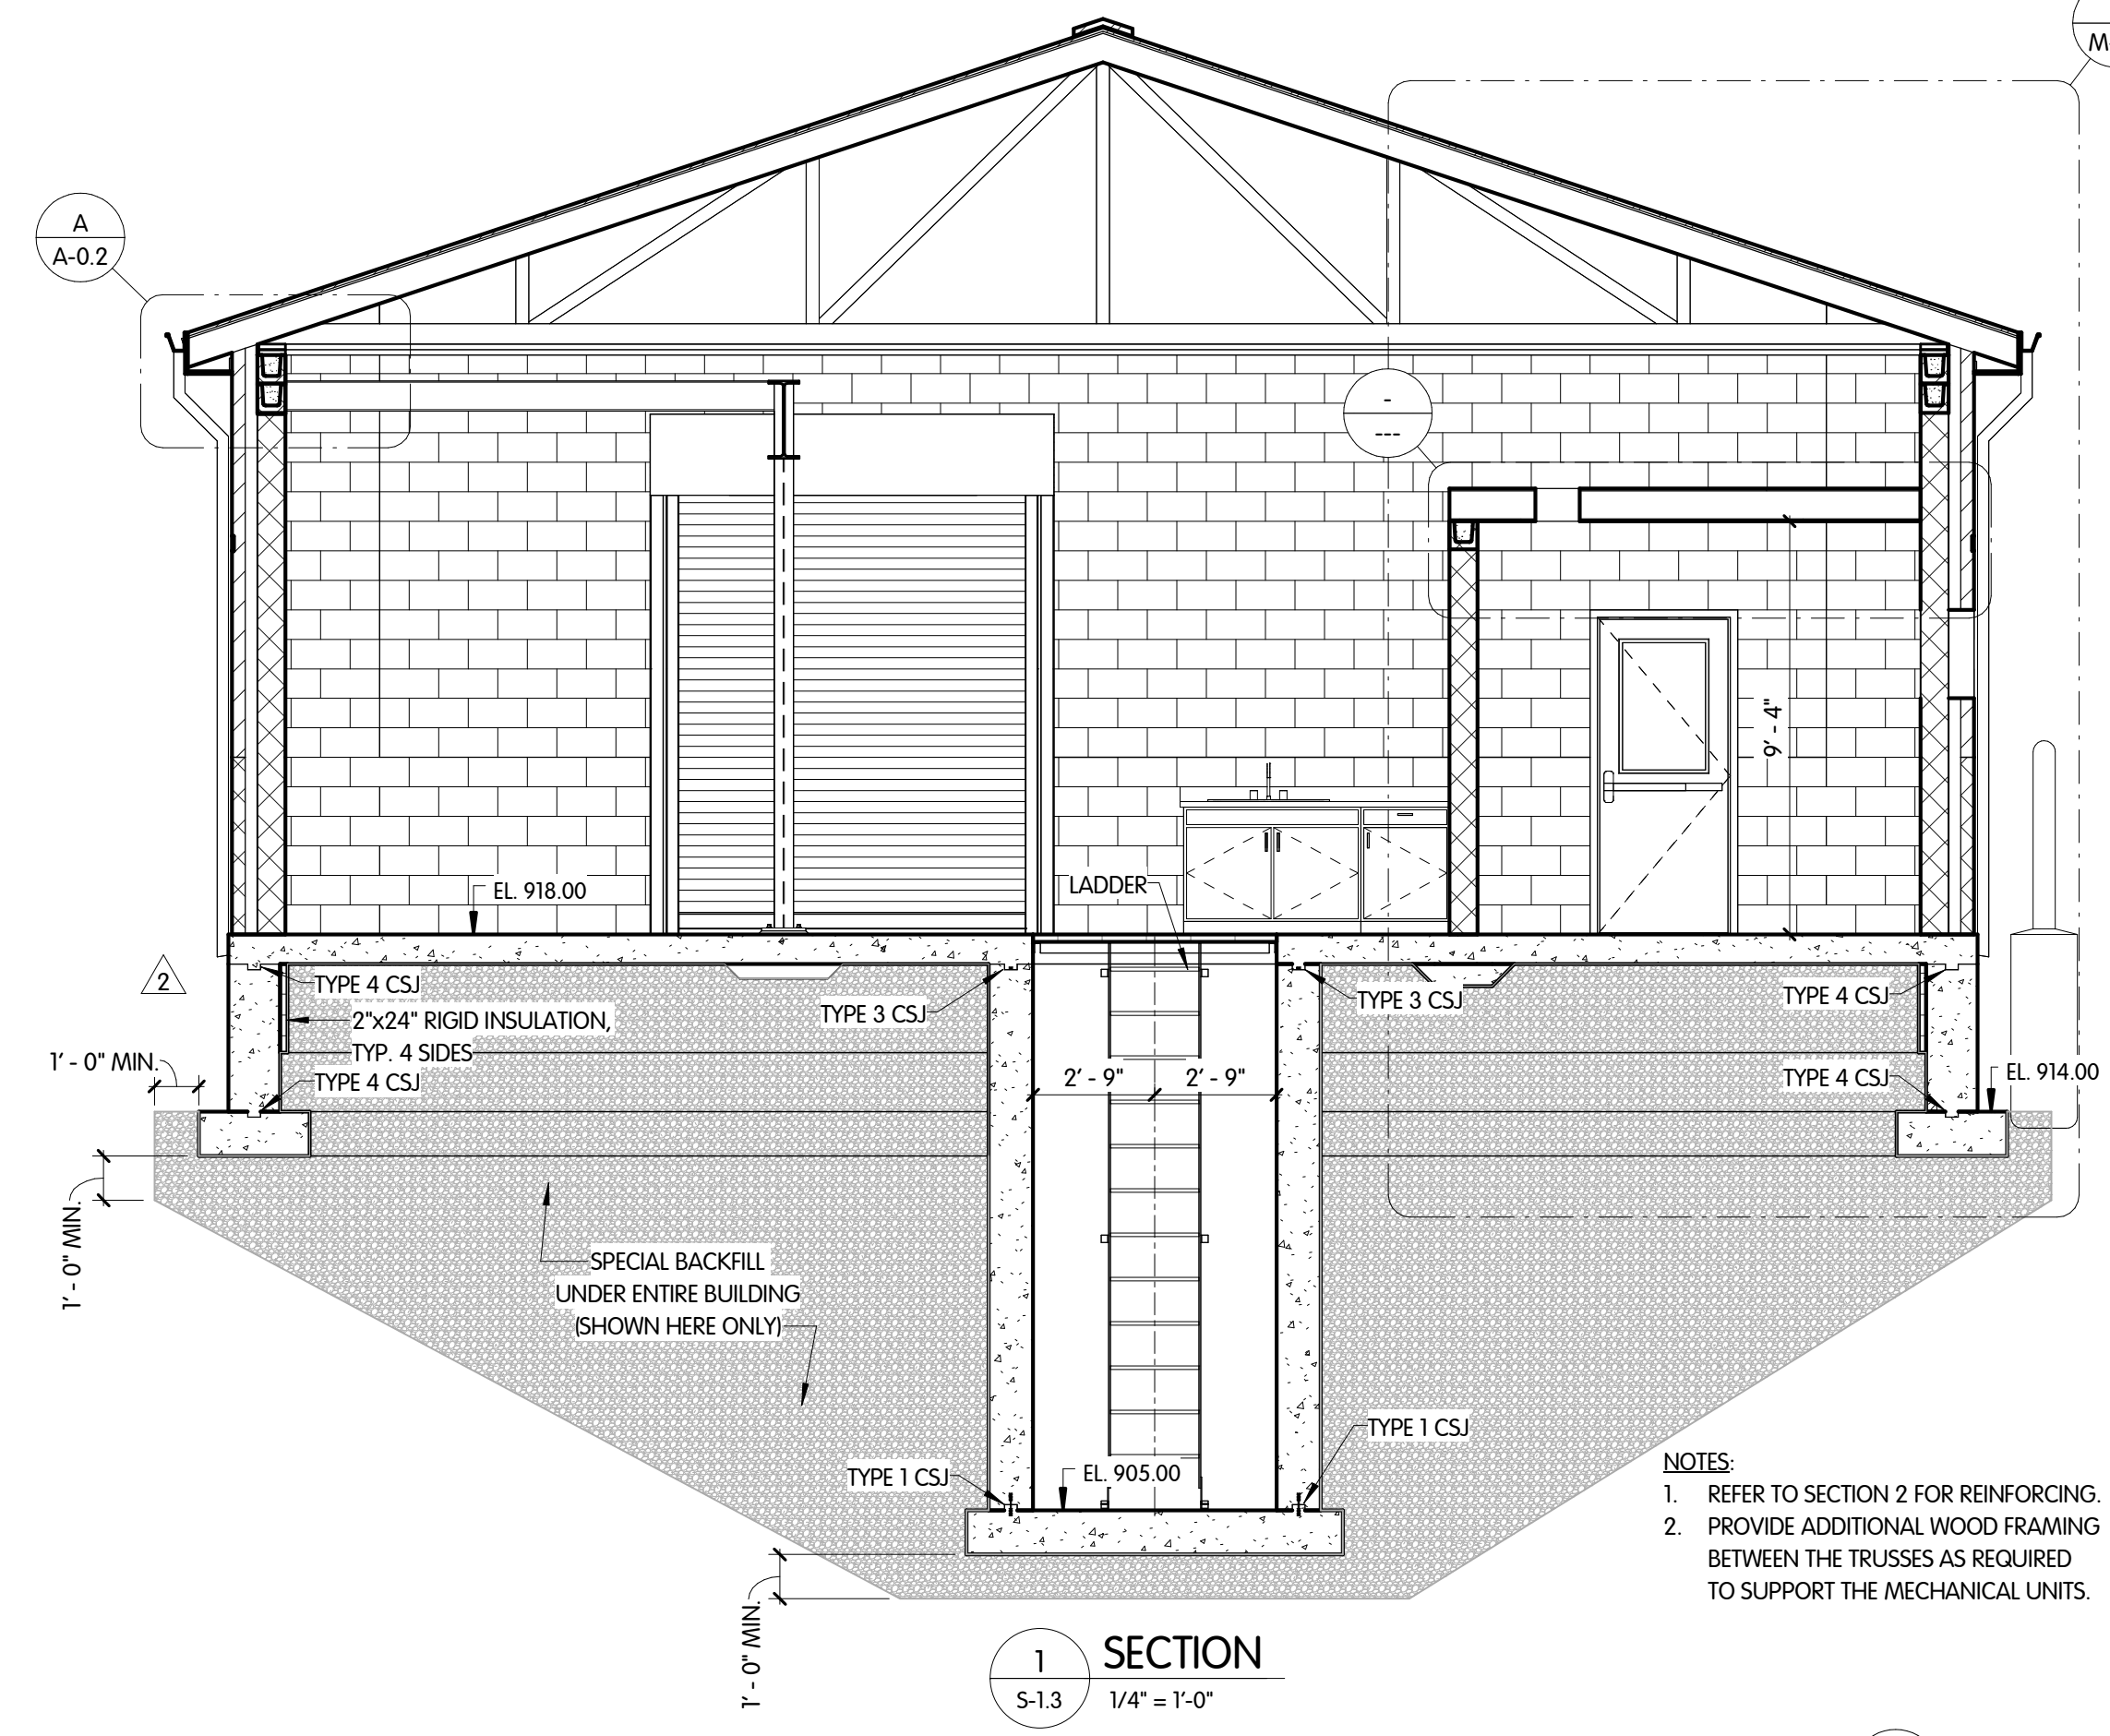 M
A
A-0.2
-
---
9' - 4"
EL. 918.00
LADDER
2
TYPE 4 CSJ
TYPE 3 CSJ
TYPE 3 CSJ
TYPE 4 CSJ
2"x24" RIGID INSULATION,
TYP. 4 SIDES
1' - 0" MIN.
TYPE 4 CSJ
2' - 9"
2' - 9"
TYPE 4 CSJ
EL. 914.00
1' - 0" MIN.
SPECIAL BACKFILL
UNDER ENTIRE BUILDING
(SHOWN HERE ONLY)
TYPE 1 CSJ
TYPE 1 CSJ
EL. 905.00
NOTES:
1. REFER TO SECTION 2 FOR REINFORCING.
2. PROVIDE ADDITIONAL WOOD FRAMING
BETWEEN THE TRUSSES AS REQUIRED
TO SUPPORT THE MECHANICAL UNITS.
1' - 0" MIN.
1
SECTION
S-1.3
1/4" = 1'-0"